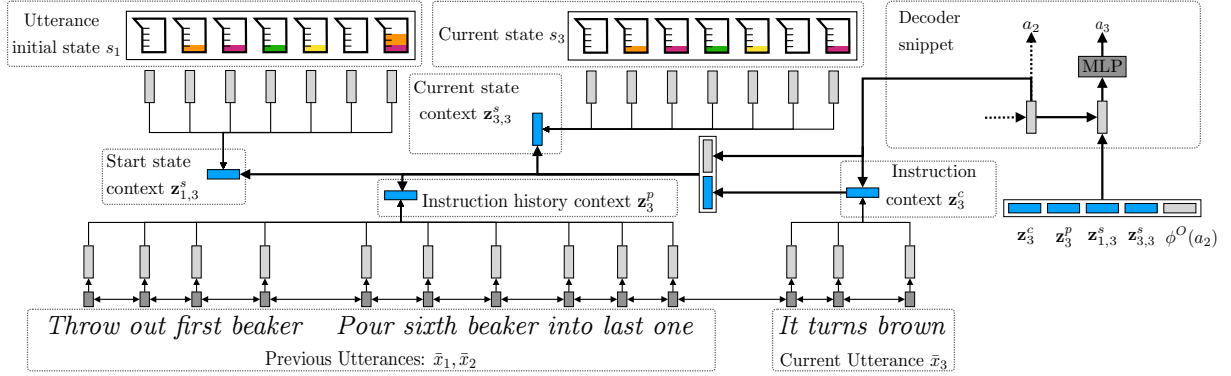 Utterance
initial state s₁
Current state s₃
Decoder
snippet
a₂
a₃
MLP
Current state
context z^s_{3,3}
Start state
context z^s_{1,3}
Instruction history context z^p_3
Instruction
context z^c_3
z^c_3 z^p_3 z^s_{1,3} z^s_{3,3} ϕ^O(a₂)
Throw out first beaker Pour sixth beaker into last one
Previous Utterances: x̄₁, x̄₂
It turns brown
Current Utterance x̄₃